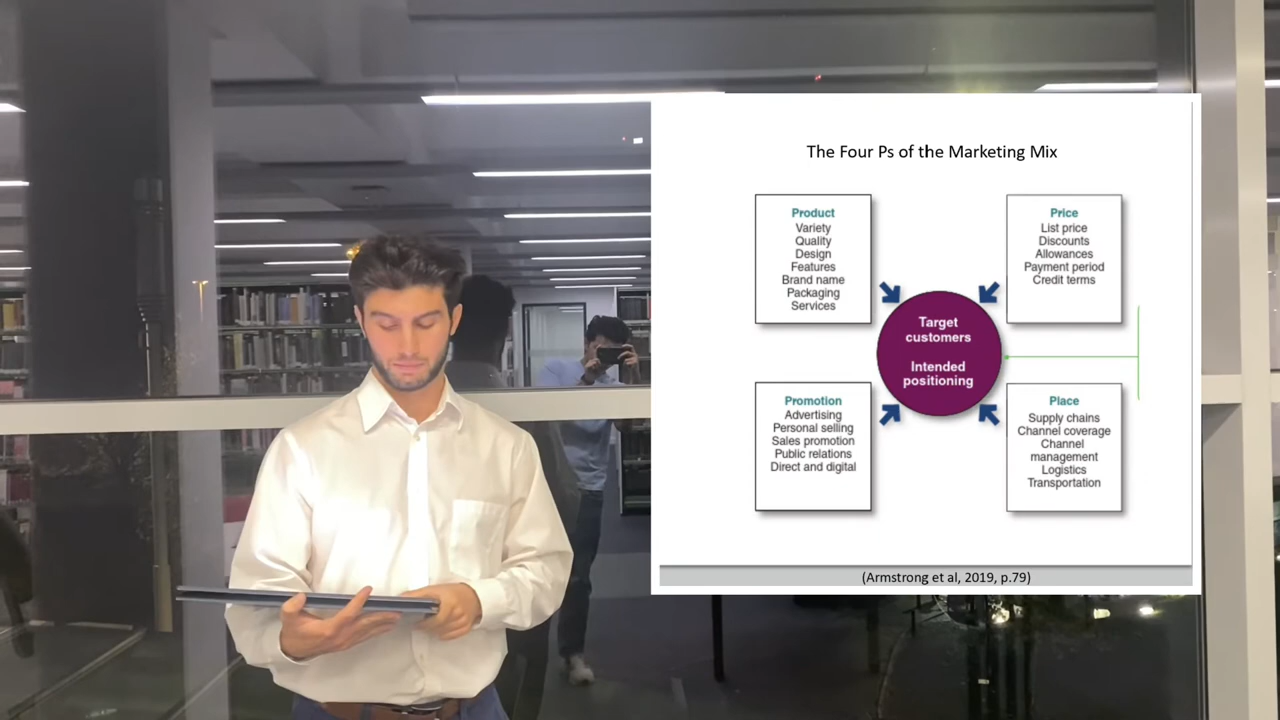 The Four Ps of the Marketing Mix
Product
Variety
Quality
Design
Features
Brand name
Packaging
Services
Price
List price
Discounts
Allowances
Payment period
Credit terms
Target
customers
Intended
positioning
Promotion
Advertising
Personal selling
Sales promotion
Public relations
Direct and digital
Place
Supply chains
Channel coverage
Channel
management
Logistics
Transportation
(Armstrong et al, 2019, p.79)